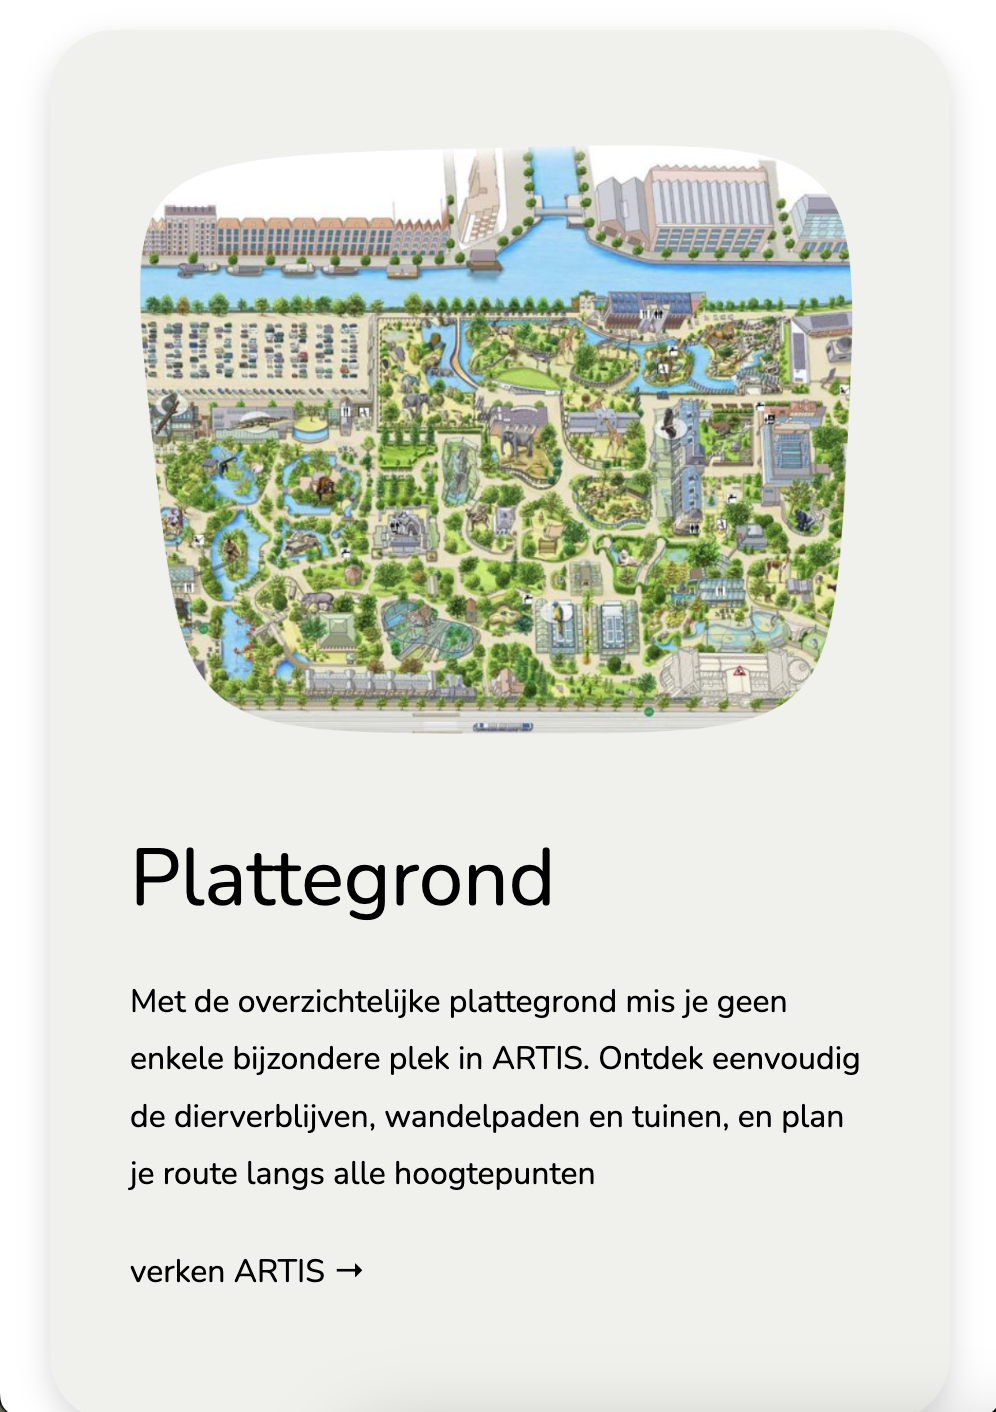 Plattegrond
Met de overzichtelijke plattegrond mis je geen
enkele bijzondere plek in ARTIS. Ontdek eenvoudig
de dierverblijven, wandelpaden en tuinen, en plan
je route langs alle hoogtepunten
verken ARTIS →